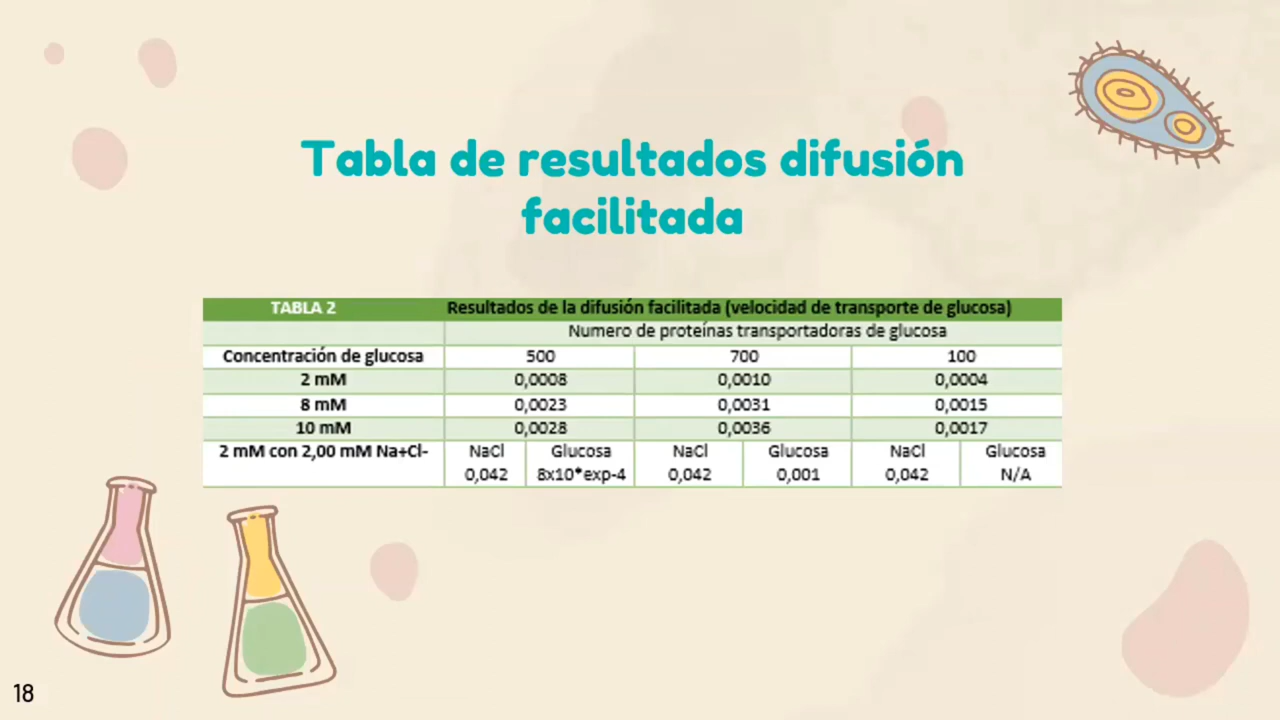 Tabla de resultados difusión
facilitada
TABLA 2 Resultados de la difusión facilitada (velocidad de transporte de glucosa)
Numero de proteínas transportadoras de glucosa
Concentración de glucosa 500 700 100
2 mM 0,0008 0,0010 0,0004
8 mM 0,0023 0,0031 0,0015
10 mM 0,0028 0,0036 0,0017
2 mM con 2,00 mM Na+Cl- NaCl Glucosa NaCl Glucosa NaCl Glucosa
0,042 8x10*exp-4 0,042 0,001 0,042 N/A
18